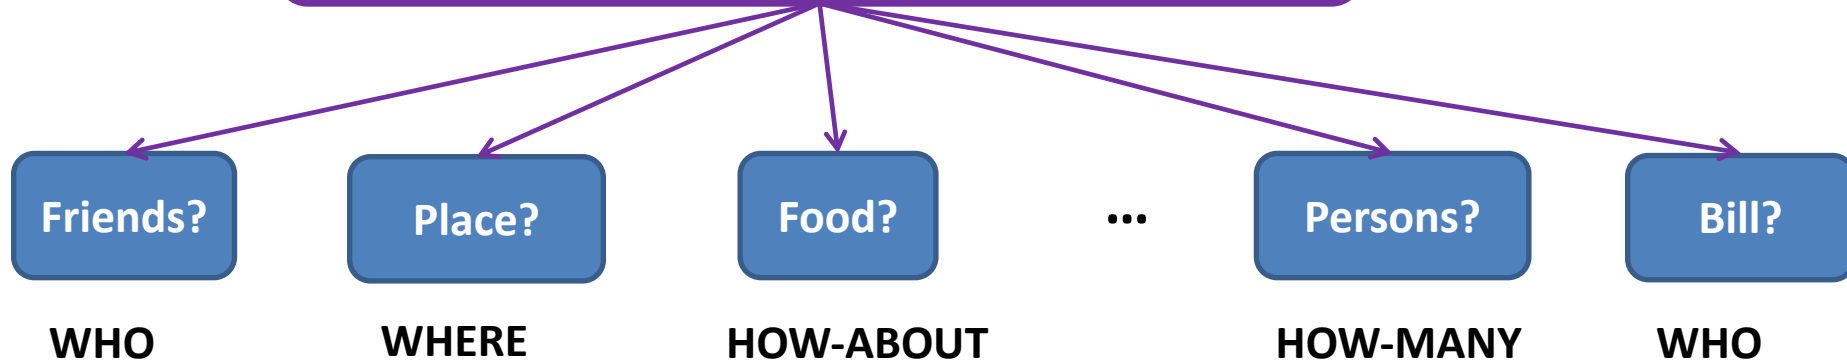 Friends?
Place?
Food?
...
Persons?
Bill?
WHO
WHERE
HOW-ABOUT
HOW-MANY
WHO